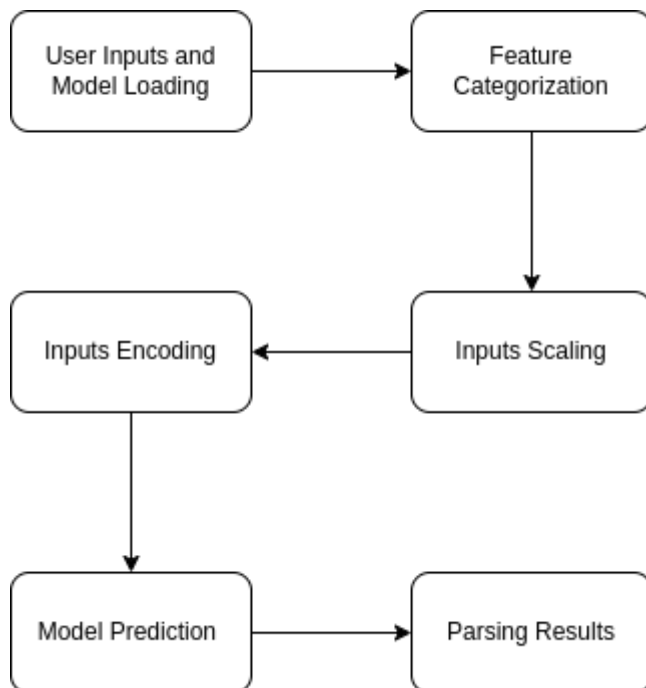 User Inputs and
Model Loading
Feature
Categorization
Inputs Encoding
Inputs Scaling
Model Prediction
Parsing Results